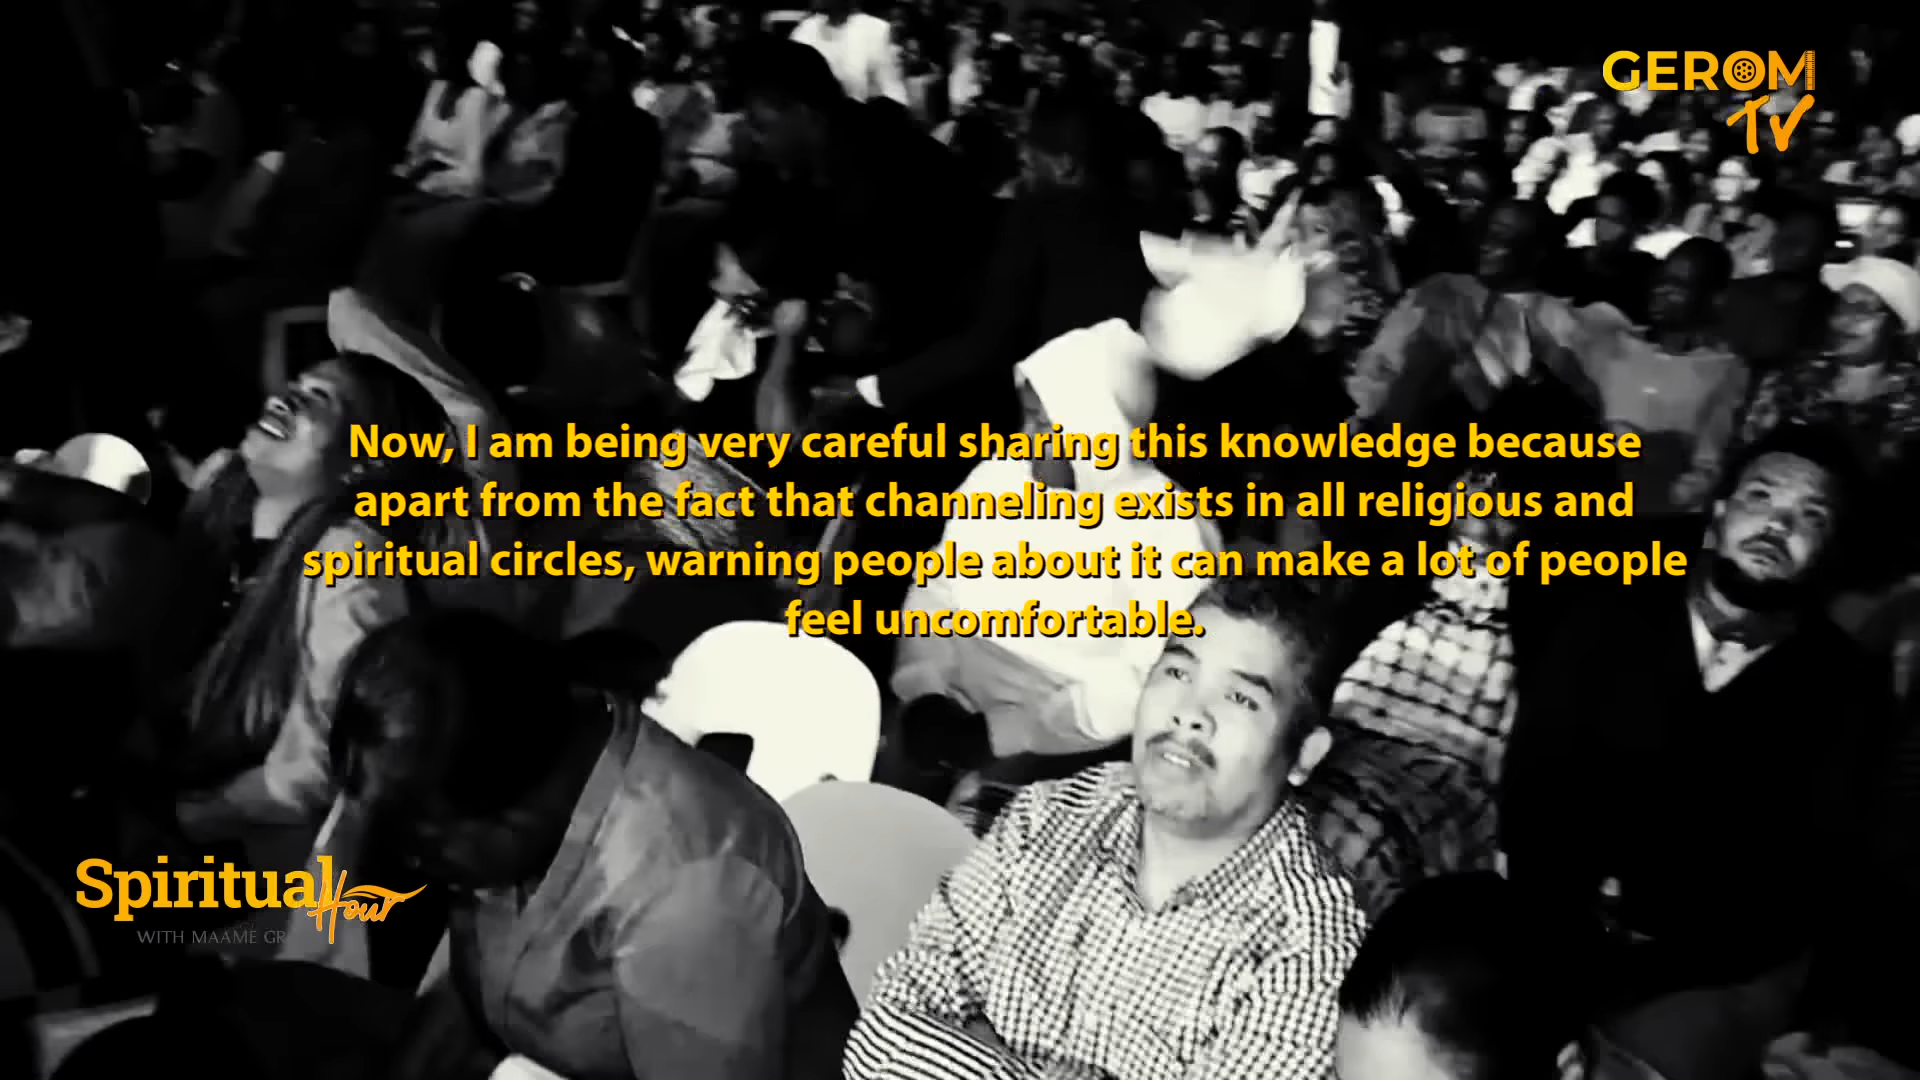 GEROM
TV
Now, I am being very careful sharing this knowledge because
apart from the fact that channeling exists in all religious and
spiritual circles, warning people about it can make a lot of people
feel uncomfortable.
Spiritual
Hour
WITH MAAME